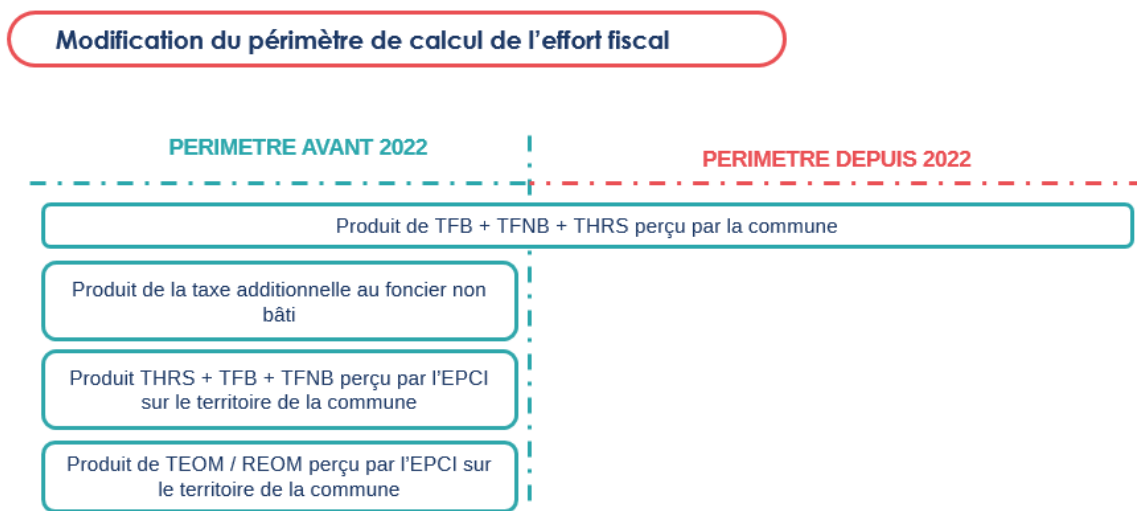 Modification du périmètre de calcul de l'effort fiscal
PERIMETRE AVANT 2022
PERIMETRE DEPUIS 2022
Produit de TFB + TFNB + THRS perçu par la commune
Produit de la taxe additionnelle au foncier non
bâti
Produit THRS + TFB + TFNB perçu par l'EPCI
sur le territoire de la commune
Produit de TEOM / REOM perçu par l'EPCI sur
le territoire de la commune